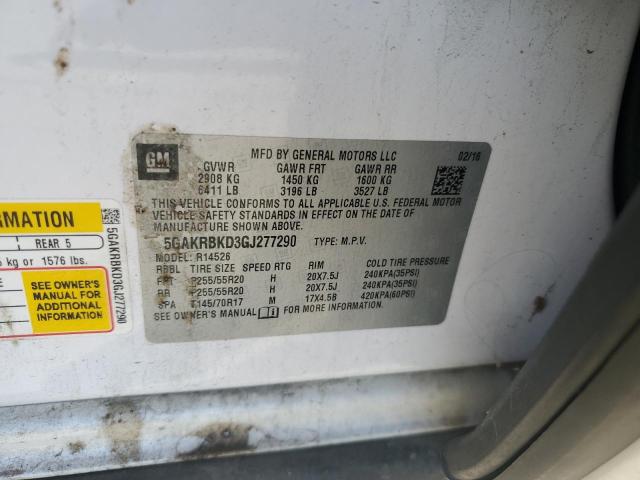 GM
MFD BY GENERAL MOTORS LLC 02/16
GVWR GAWR FRT GAWR RR
2908 KG 1450 KG 1600 KG
6411 LB 3196 LB 3527 LB
THIS VEHICLE CONFORMS TO ALL APPLICABLE U.S. FEDERAL MOTOR
VEHICLE SAFETY STANDARDS IN EFFECT ON THE DATE OF
MANUFACTURE SHOWN ABOVE.
5GAKRBKD3GJ277290 TYPE: M.P.V.
MODEL: R14526
RBBL TIRE SIZE SPEED RTG RIM COLD TIRE PRESSURE
FRT P255/55R20 H 20X7.5J 240KPA(35PSI)
RR P255/55R20 H 20X7.5J 240KPA(35PSI)
SPA T145/70R17 M 17X4.5B 420KPA(60PSI)
SEE OWNER'S MANUAL FOR MORE INFORMATION
ORMATION
REAR 5
kg or 1576 lbs.
SEE OWNER'S
MANUAL FOR
ADDITIONAL
INFORMATION
5GAKRBKD3GJ277290